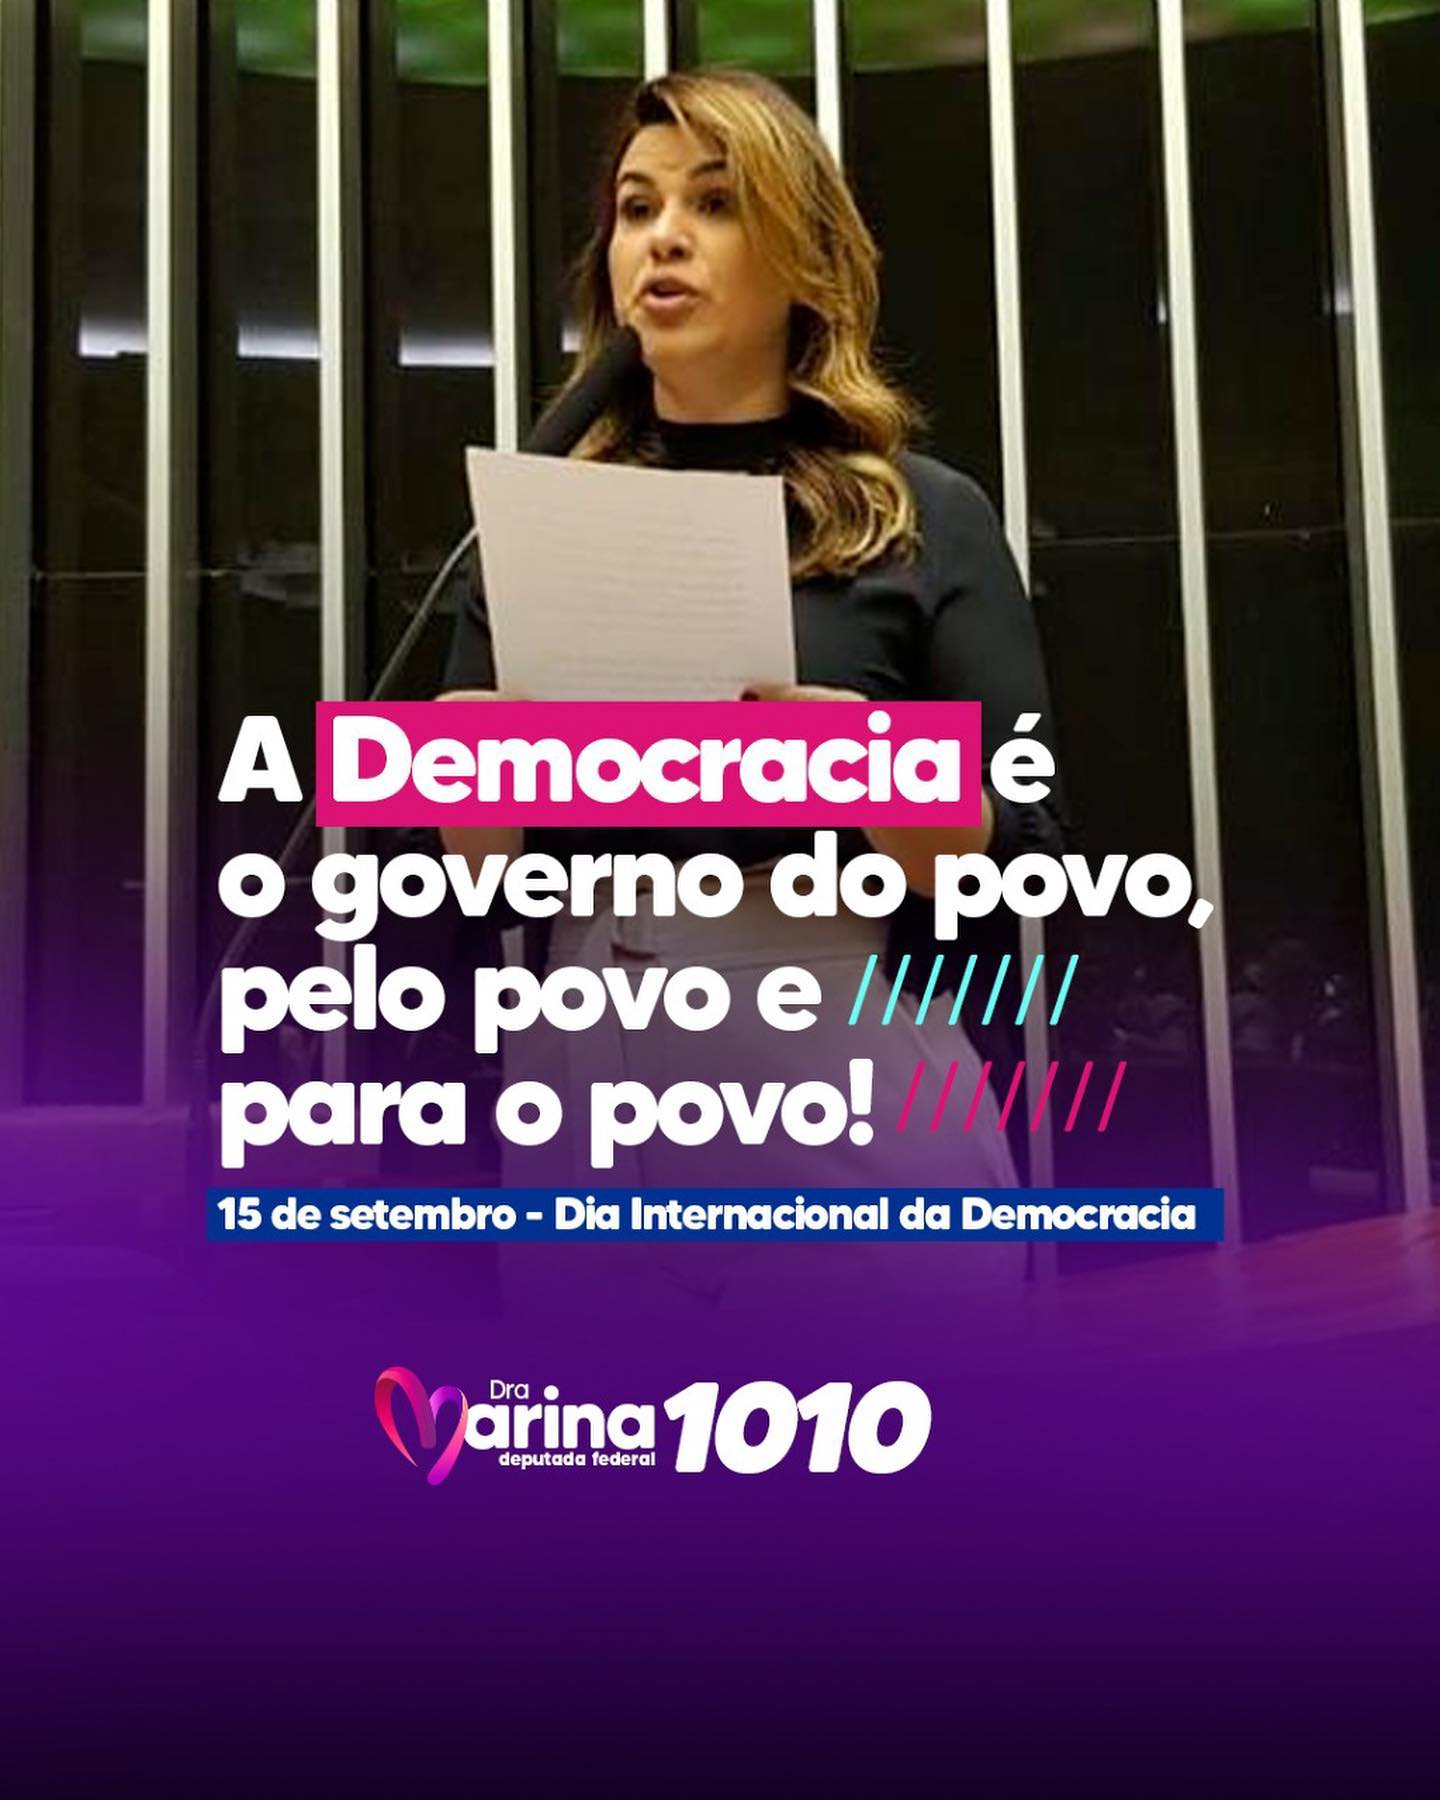 A Democracia é
o governo do povo,
pelo povo e ///////
para o povo! ///////
15 de setembro - Dia Internacional da Democracia
Dra
Marina 1010
deputada federal